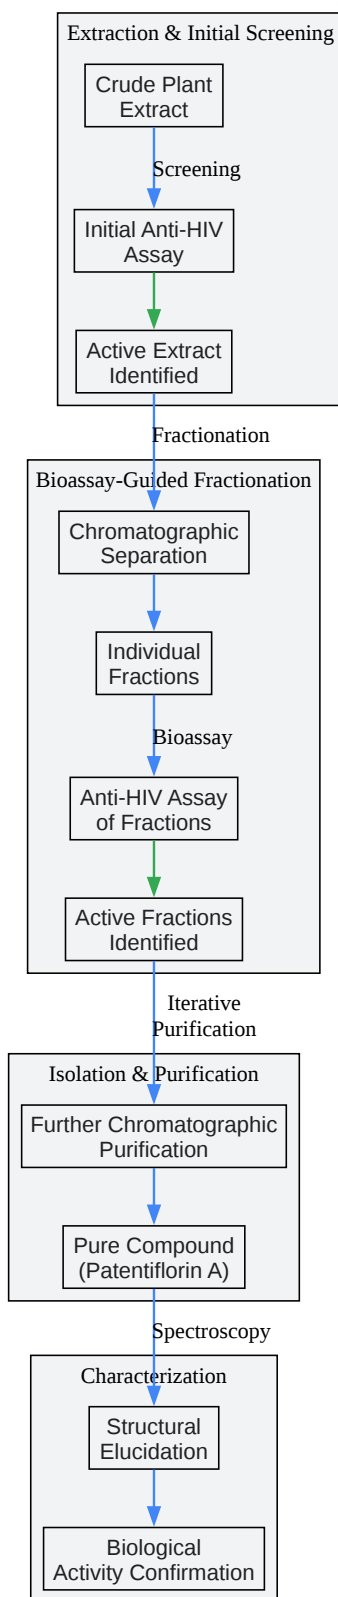 Extraction & Initial Screening
Crude Plant
Extract
Screening
Initial Anti-HIV
Assay
Active Extract
Identified
Fractionation
Bioassay-Guided Fractionation
Chromatographic
Separation
Individual
Fractions
Bioassay
Anti-HIV Assay
of Fractions
Active Fractions
Identified
Iterative
Purification
Isolation & Purification
Further Chromatographic
Purification
Pure Compound
(Patentiflorin A)
Spectroscopy
Characterization
Structural
Elucidation
Biological
Activity Confirmation